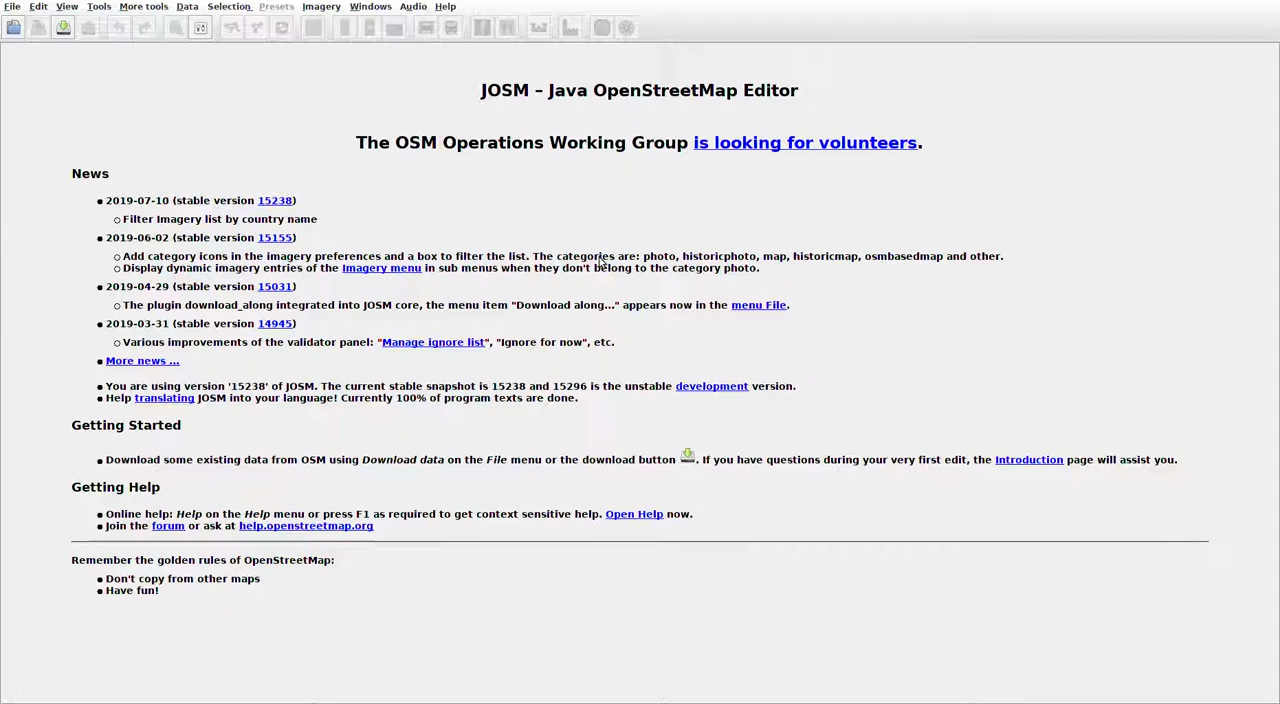 File Edit View Tools More tools Data Selection Presets Imagery Windows Audio Help
JOSM – Java OpenStreetMap Editor
The OSM Operations Working Group is looking for volunteers.
News
2019-07-10 (stable version 15238)
Filter Imagery list by country name
2019-06-02 (stable version 15155)
Add category icons in the imagery preferences and a box to filter the list. The categories are: photo, historicphoto, map, historicmap, osmbasedmap and other.
Display dynamic imagery entries of the Imagery menu in sub menus when they don't belong to the category photo.
2019-04-29 (stable version 15031)
The plugin download_along integrated into JOSM core, the menu item "Download along..." appears now in the menu File.
2019-03-31 (stable version 14945)
Various improvements of the validator panel: "Manage ignore list", "Ignore for now", etc.
More news ...
You are using version '15238' of JOSM. The current stable snapshot is 15238 and 15296 is the unstable development version.
Help translating JOSM into your language! Currently 100% of program texts are done.
Getting Started
Download some existing data from OSM using Download data on the File menu or the download button . If you have questions during your very first edit, the Introduction page will assist you.
Getting Help
Online help: Help on the Help menu or press F1 as required to get context sensitive help. Open Help now.
Join the forum or ask at help.openstreetmap.org
Remember the golden rules of OpenStreetMap:
Don't copy from other maps
Have fun!